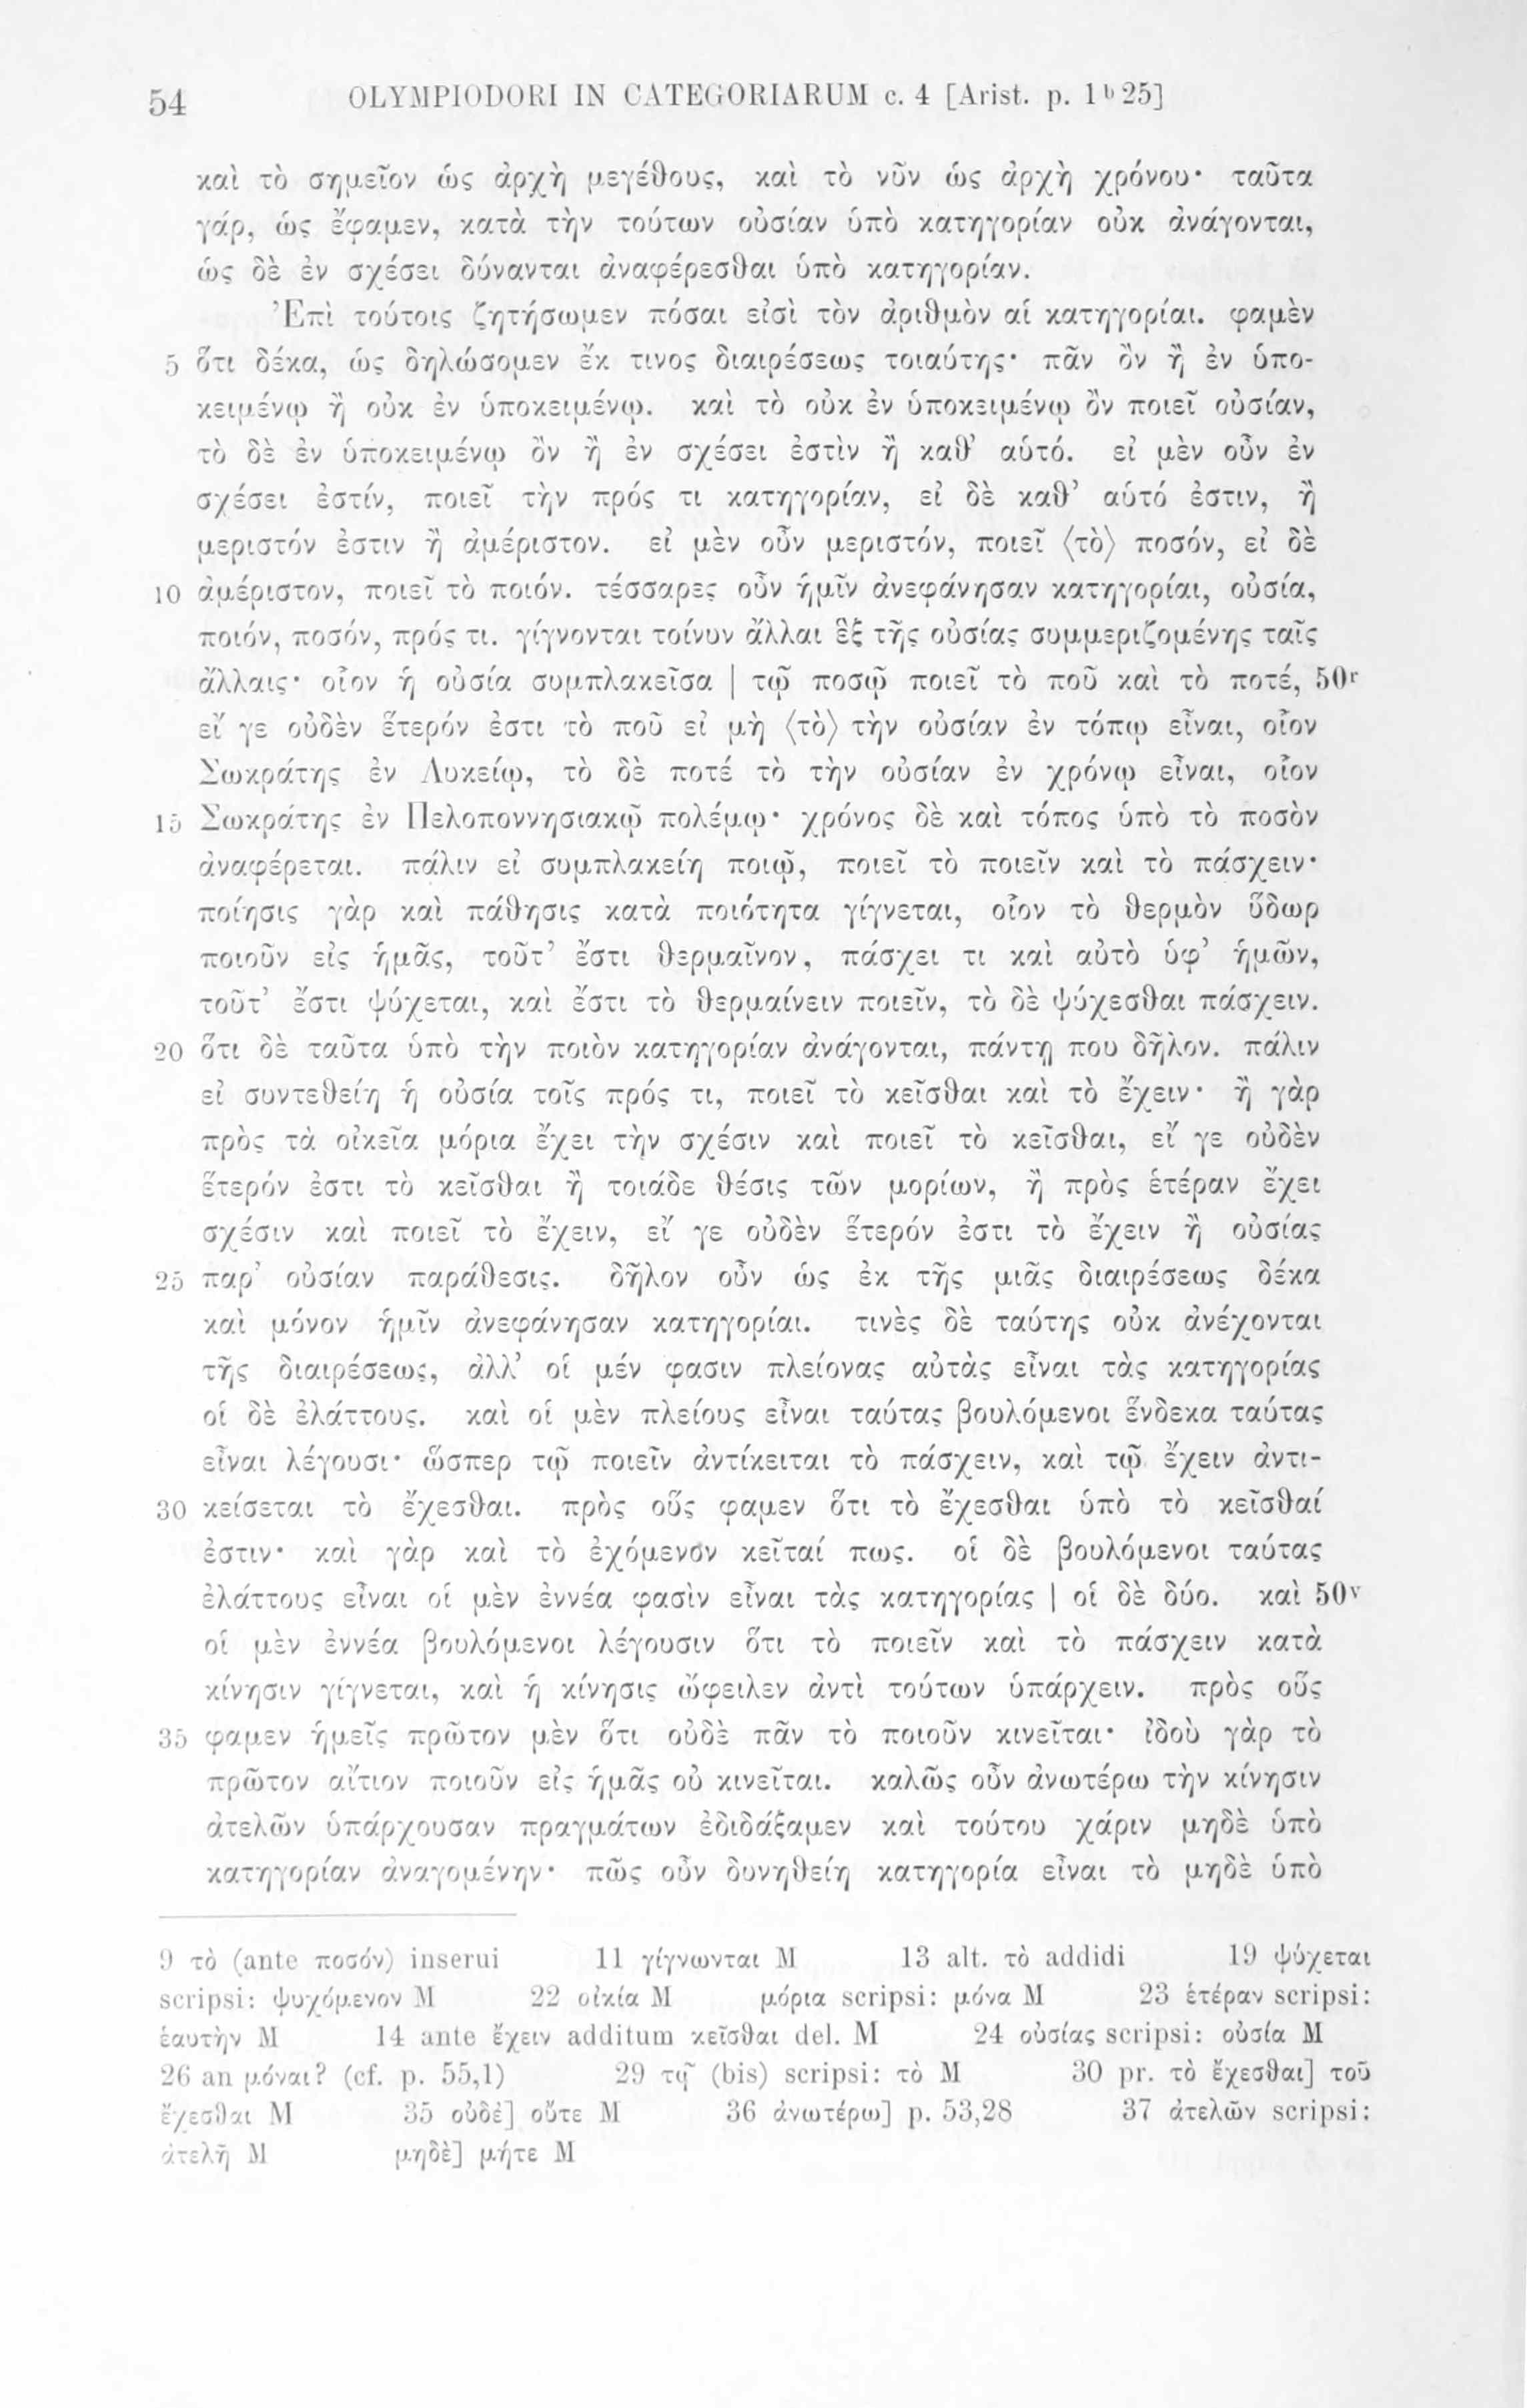 54 OLYMPIODORI IN CATEGORIARUM c. 4 [Arist. p. 1ᵇ25]
καὶ τὸ σημεῖον ὡς ἀρχὴ μεγέθους, καὶ τὸ νῦν ὡς ἀρχὴ χρόνου· ταῦτα
γάρ, ὡς ἔφαμεν, κατὰ τὴν τούτων οὐσίαν ὑπὸ κατηγορίαν οὐκ ἀνάγονται,
ὡς δὲ ἐν σχέσει δύνανται ἀναφέρεσθαι ὑπὸ κατηγορίαν.
Ἐπὶ τούτοις ζητήσωμεν πόσαι εἰσὶ τὸν ἀριθμὸν αἱ κατηγορίαι. φαμὲν
5 ὅτι δέκα, ὡς δηλώσομεν ἔκ τινος διαιρέσεως τοιαύτης· πᾶν ὂν ἢ ἐν ὑπο-
κειμένῳ ἢ οὐκ ἐν ὑποκειμένῳ. καὶ τὸ οὐκ ἐν ὑποκειμένῳ ὂν ποιεῖ οὐσίαν,
τὸ δὲ ἐν ὑποκειμένῳ ὂν ἢ ἐν σχέσει ἐστὶν ἢ καθ’ αὑτό. εἰ μὲν οὖν ἐν
σχέσει ἐστίν, ποιεῖ τὴν πρός τι κατηγορίαν, εἰ δὲ καθ’ αὑτό ἐστιν, ἢ
μεριστόν ἐστιν ἢ ἀμέριστον. εἰ μὲν οὖν μεριστόν, ποιεῖ ⟨τὸ⟩ ποσόν, εἰ δὲ
10 ἀμέριστον, ποιεῖ τὸ ποιόν. τέσσαρες οὖν ἡμῖν ἀνεφάνησαν κατηγορίαι, οὐσία,
ποιόν, ποσόν, πρός τι. γίγνονται τοίνυν ἄλλαι ἓξ τῆς οὐσίας συμμεριζομένης ταῖς
ἄλλαις· οἷον ἡ οὐσία συμπλακεῖσα | τῷ ποσῷ ποιεῖ τὸ ποῦ καὶ τὸ ποτέ, 50ʳ
εἴ γε οὐδὲν ἕτερόν ἐστι τὸ ποῦ εἰ μὴ ⟨τὸ⟩ τὴν οὐσίαν ἐν τόπῳ εἶναι, οἷον
Σωκράτης ἐν Λυκείῳ, τὸ δὲ ποτέ τὸ τὴν οὐσίαν ἐν χρόνῳ εἶναι, οἷον
15 Σωκράτης ἐν Πελοποννησιακῷ πολέμῳ· χρόνος δὲ καὶ τόπος ὑπὸ τὸ ποσὸν
ἀναφέρεται. πάλιν εἰ συμπλακείη ποιῷ, ποιεῖ τὸ ποιεῖν καὶ τὸ πάσχειν·
ποίησις γὰρ καὶ πάθησις κατὰ ποιότητα γίγνεται, οἷον τὸ θερμὸν ὕδωρ
ποιοῦν εἰς ἡμᾶς, τοῦτ’ ἔστι θερμαῖνον, πάσχει τι καὶ αὐτὸ ὑφ’ ἡμῶν,
τοῦτ’ ἔστι ψύχεται, καὶ ἔστι τὸ θερμαίνειν ποιεῖν, τὸ δὲ ψύχεσθαι πάσχειν.
20 ὅτι δὲ ταῦτα ὑπὸ τὴν ποιὸν κατηγορίαν ἀνάγονται, πάντῃ που δῆλον. πάλιν
εἰ συντεθείη ἡ οὐσία τοῖς πρός τι, ποιεῖ τὸ κεῖσθαι καὶ τὸ ἔχειν· ἢ γὰρ
πρὸς τὰ οἰκεῖα μόρια ἔχει τὴν σχέσιν καὶ ποιεῖ τὸ κεῖσθαι, εἴ γε οὐδὲν
ἕτερόν ἐστι τὸ κεῖσθαι ἢ τοιάδε θέσις τῶν μορίων, ἢ πρὸς ἑτέραν ἔχει
σχέσιν καὶ ποιεῖ τὸ ἔχειν, εἴ γε οὐδὲν ἕτερόν ἐστι τὸ ἔχειν ἢ οὐσίας
25 παρ’ οὐσίαν παράθεσις. δῆλον οὖν ὡς ἐκ τῆς μιᾶς διαιρέσεως δέκα
καὶ μόνον ἡμῖν ἀνεφάνησαν κατηγορίαι. τινὲς δὲ ταύτης οὐκ ἀνέχονται
τῆς διαιρέσεως, ἀλλ’ οἱ μέν φασιν πλείονας αὐτὰς εἶναι τὰς κατηγορίας
οἱ δὲ ἐλάττους. καὶ οἱ μὲν πλείους εἶναι ταύτας βουλόμενοι ἕνδεκα ταύτας
εἶναι λέγουσι· ὥσπερ τῷ ποιεῖν ἀντίκειται τὸ πάσχειν, καὶ τῷ ἔχειν ἀντι-
30 κείσεται τὸ ἔχεσθαι. πρὸς οὕς φαμεν ὅτι τὸ ἔχεσθαι ὑπὸ τὸ κεῖσθαί
ἐστιν· καὶ γὰρ καὶ τὸ ἐχόμενον κεῖταί πως. οἱ δὲ βουλόμενοι ταύτας
ἐλάττους εἶναι οἱ μὲν ἐννέα φασὶν εἶναι τὰς κατηγορίας | οἱ δὲ δύο. καὶ 50ᵛ
οἱ μὲν ἐννέα βουλόμενοι λέγουσιν ὅτι τὸ ποιεῖν καὶ τὸ πάσχειν κατὰ
κίνησιν γίγνεται, καὶ ἡ κίνησις ὤφειλεν ἀντὶ τούτων ὑπάρχειν. πρὸς οὕς
35 φαμεν ἡμεῖς πρῶτον μὲν ὅτι οὐδὲ πᾶν τὸ ποιοῦν κινεῖται· ἰδοὺ γὰρ τὸ
πρῶτον αἴτιον ποιοῦν εἰς ἡμᾶς οὐ κινεῖται. καλῶς οὖν ἀνωτέρω τὴν κίνησιν
ἀτελῶν ὑπάρχουσαν πραγμάτων ἐδιδάξαμεν καὶ τούτου χάριν μηδὲ ὑπὸ
κατηγορίαν ἀναγομένην· πῶς οὖν δυνηθείη κατηγορία εἶναι τὸ μηδὲ ὑπὸ
9 τὸ (ante ποσόν) inserui 11 γίγνωνται M 13 alt. τὸ addidi 19 ψύχεται
scripsi: ψυχόμενον M 22 οἰκία M μόρια scripsi: μόνα M 23 ἑτέραν scripsi:
ἑαυτὴν M 14 ante ἔχειν additum κεῖσθαι del. M 24 οὐσίας scripsi: οὐσία M
26 an μόναι? (cf. p. 55,1) 29 τῷ (bis) scripsi: τὸ M 30 pr. τὸ ἔχεσθαι] τοῦ
ἔχεσθαι M 35 οὐδὲ] οὔτε M 36 ἀνωτέρω] p. 53,28 37 ἀτελῶν scripsi:
ἀτελῆ M μηδὲ] μήτε M